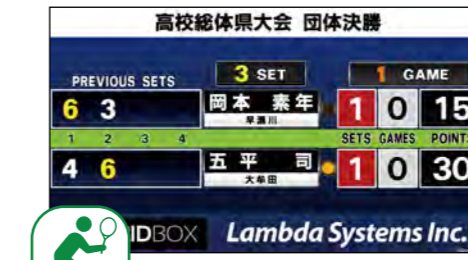 高校総体県大会 団体決勝
PREVIOUS SETS 3 SET 1 GAME
6 3 岡本 素年 1 0 15
早瀬川
1 2 3 4 SETS GAMES POINT
4 6 五平 司 1 0 30
大牟田
IDBOX Lambda Systems Inc.